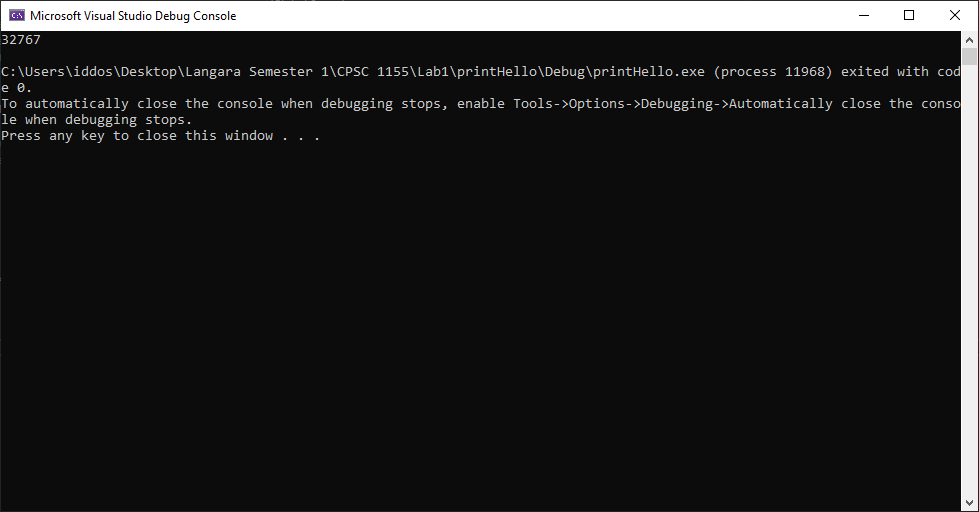 Microsoft Visual Studio Debug Console
32767
C:\Users\iddos\Desktop\Langara Semester 1\CPSC 1155\Lab1\printHello\Debug\printHello.exe (process 11968) exited with cod
e 0.
To automatically close the console when debugging stops, enable Tools->Options->Debugging->Automatically close the conso
le when debugging stops.
Press any key to close this window . . .